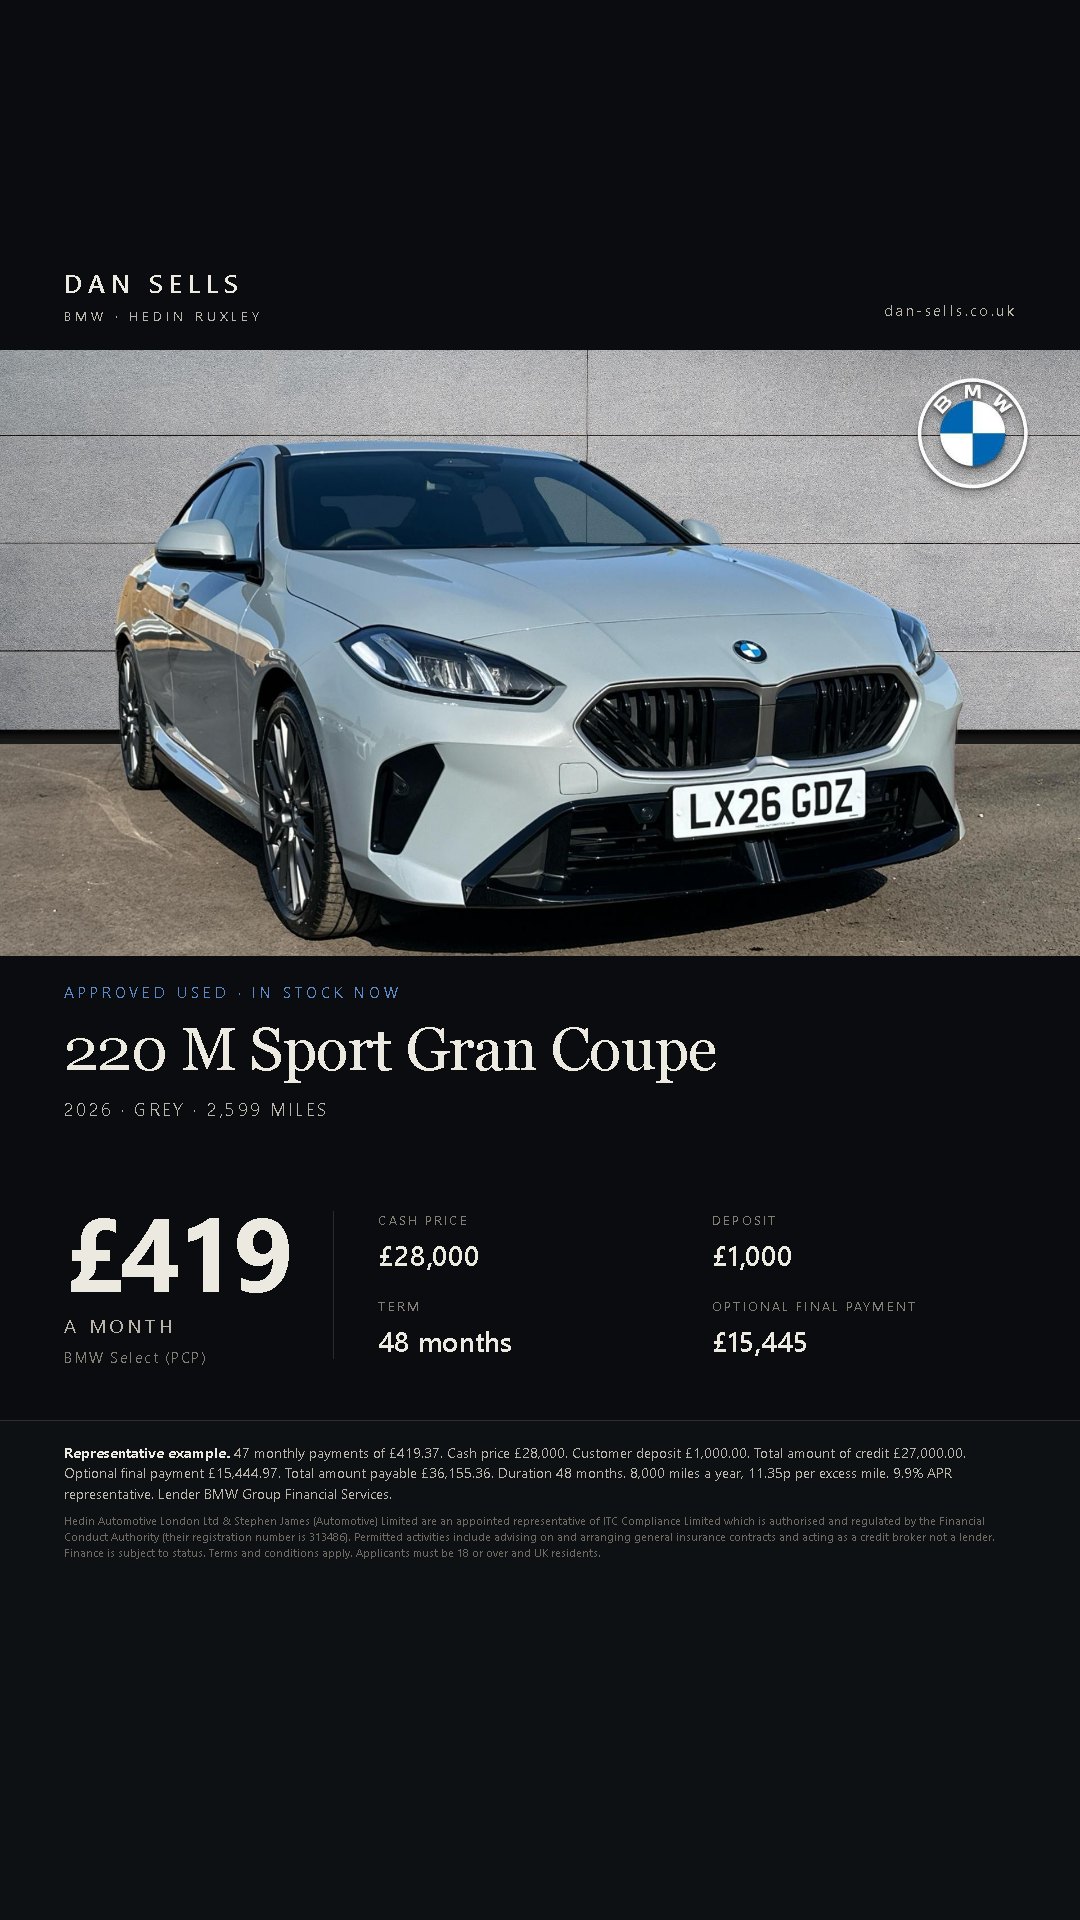 DAN SELLS
BMW · HEDIN RUXLEY
dan-sells.co.uk
BMW
LX26 GDZ
APPROVED USED · IN STOCK NOW
220 M Sport Gran Coupe
2026 · GREY · 2,599 MILES
£419
A MONTH
BMW Select (PCP)
CASH PRICE
£28,000
DEPOSIT
£1,000
TERM
48 months
OPTIONAL FINAL PAYMENT
£15,445
Representative example. 47 monthly payments of £419.37. Cash price £28,000. Customer deposit £1,000.00. Total amount of credit £27,000.00.
Optional final payment £15,444.97. Total amount payable £36,155.36. Duration 48 months. 8,000 miles a year, 11.35p per excess mile. 9.9% APR
representative. Lender BMW Group Financial Services.
Hedin Automotive London Ltd & Stephen James (Automotive) Limited are an appointed representative of ITC Compliance Limited which is authorised and regulated by the Financial
Conduct Authority (their registration number is 313486). Permitted activities include advising on and arranging general insurance contracts and acting as a credit broker not a lender.
Finance is subject to status. Terms and conditions apply. Applicants must be 18 or over and UK residents.